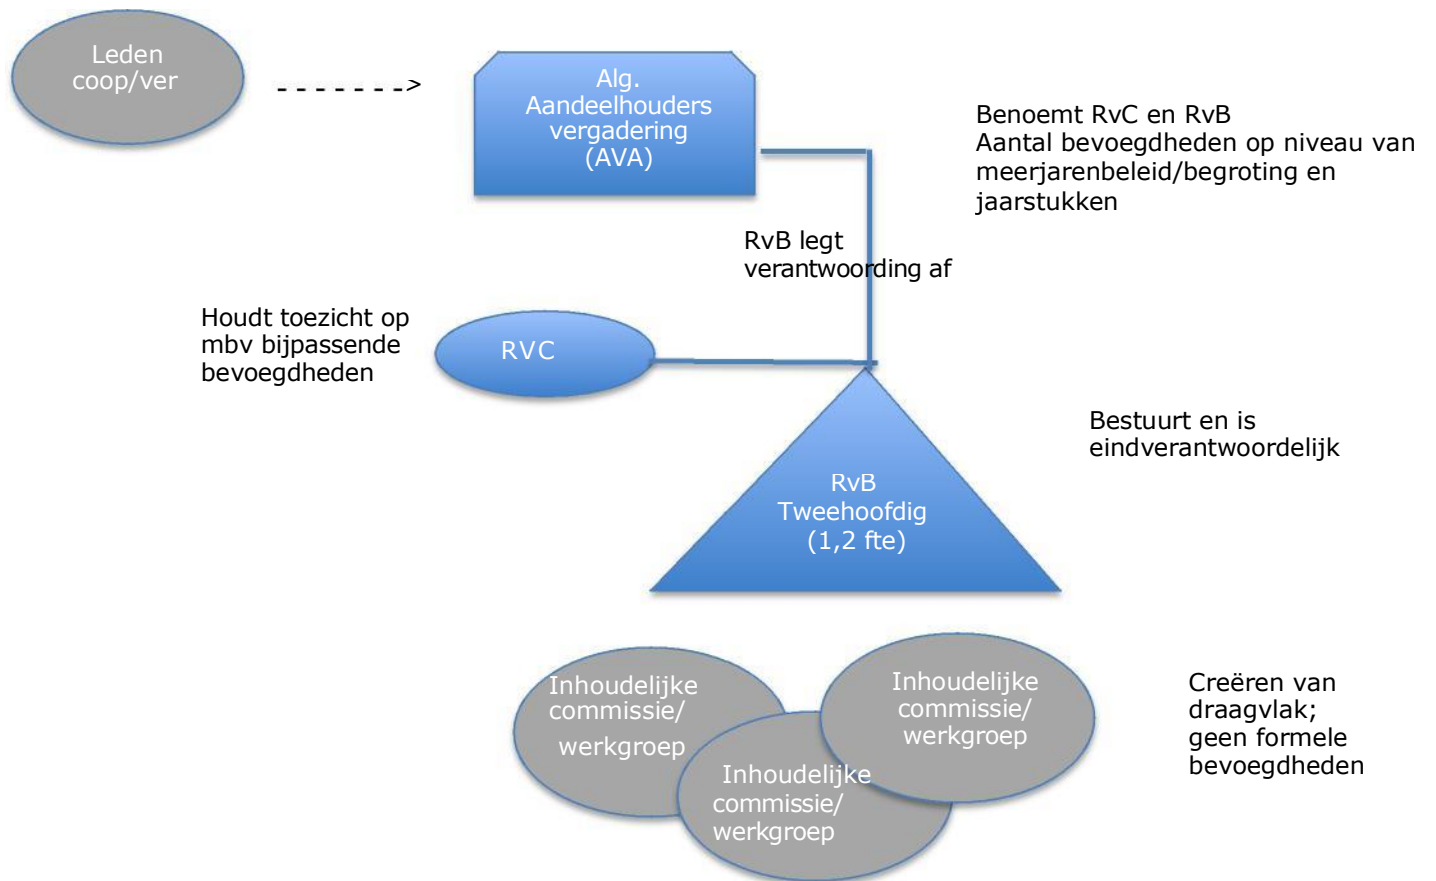 Leden
coop/ver
- - - - - - ->
Alg.
Aandeelhouders
vergadering
(AVA)
Benoemt RvC en RvB
Aantal bevoegdheden op niveau van
meerjarenbeleid/begroting en
jaarstukken
RvB legt
verantwoording af
Houdt toezicht op
mbv bijpassende
bevoegdheden
RVC
Bestuurt en is
eindverantwoordelijk
RvB
Tweehoofdig
(1,2 fte)
Inhoudelijke
commissie/
werkgroep
Inhoudelijke
commissie/
werkgroep
Inhoudelijke
commissie/
werkgroep
Creëren van
draagvlak;
geen formele
bevoegdheden